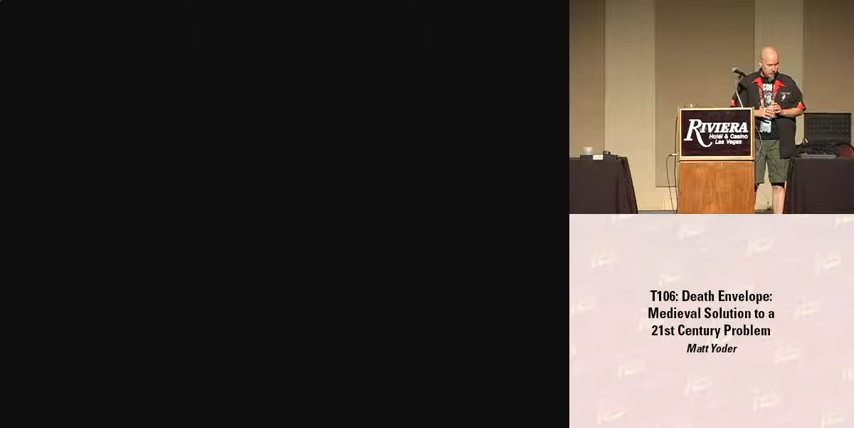 RIVIERA
Hotel & Casino
Las Vegas
T106: Death Envelope:
Medieval Solution to a
21st Century Problem
Matt Yoder